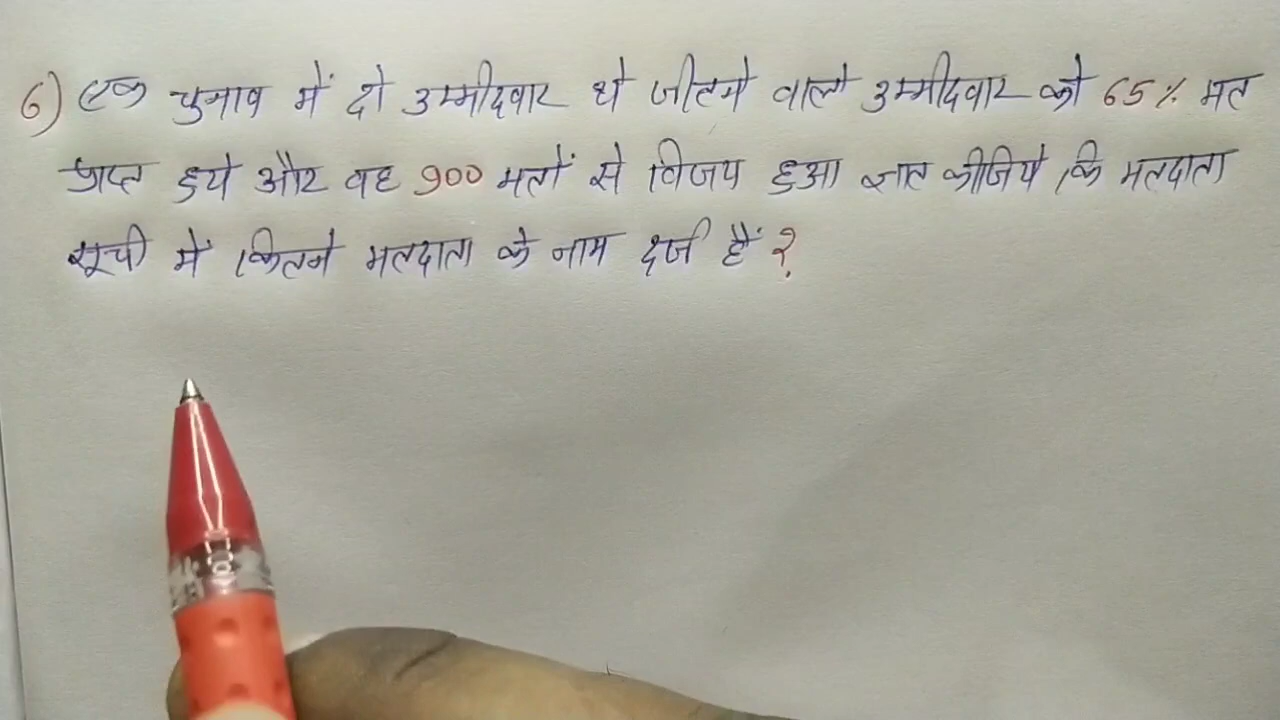 6) एक चुनाव में दो उम्मीदवार थे जीतने वाले उम्मीदवार को 65% मत
प्राप्त हुये और वह 900 मतों से विजय हुआ ज्ञात कीजिये कि मतदाता
सूची में कितने मतदाता के नाम दर्ज हैं ?